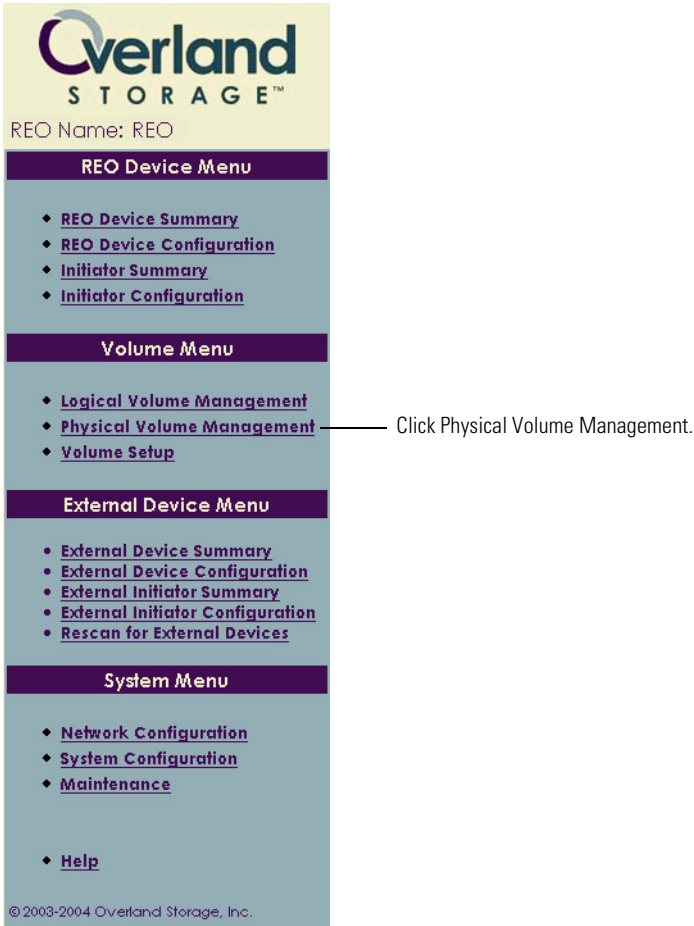 Overland
STORAGE™
REO Name: REO
REO Device Menu
REO Device Summary
REO Device Configuration
Initiator Summary
Initiator Configuration
Volume Menu
Logical Volume Management
Physical Volume Management
Click Physical Volume Management.
Volume Setup
External Device Menu
External Device Summary
External Device Configuration
External Initiator Summary
External Initiator Configuration
Rescan for External Devices
System Menu
Network Configuration
System Configuration
Maintenance
Help
© 2003-2004 Overland Storage, Inc.